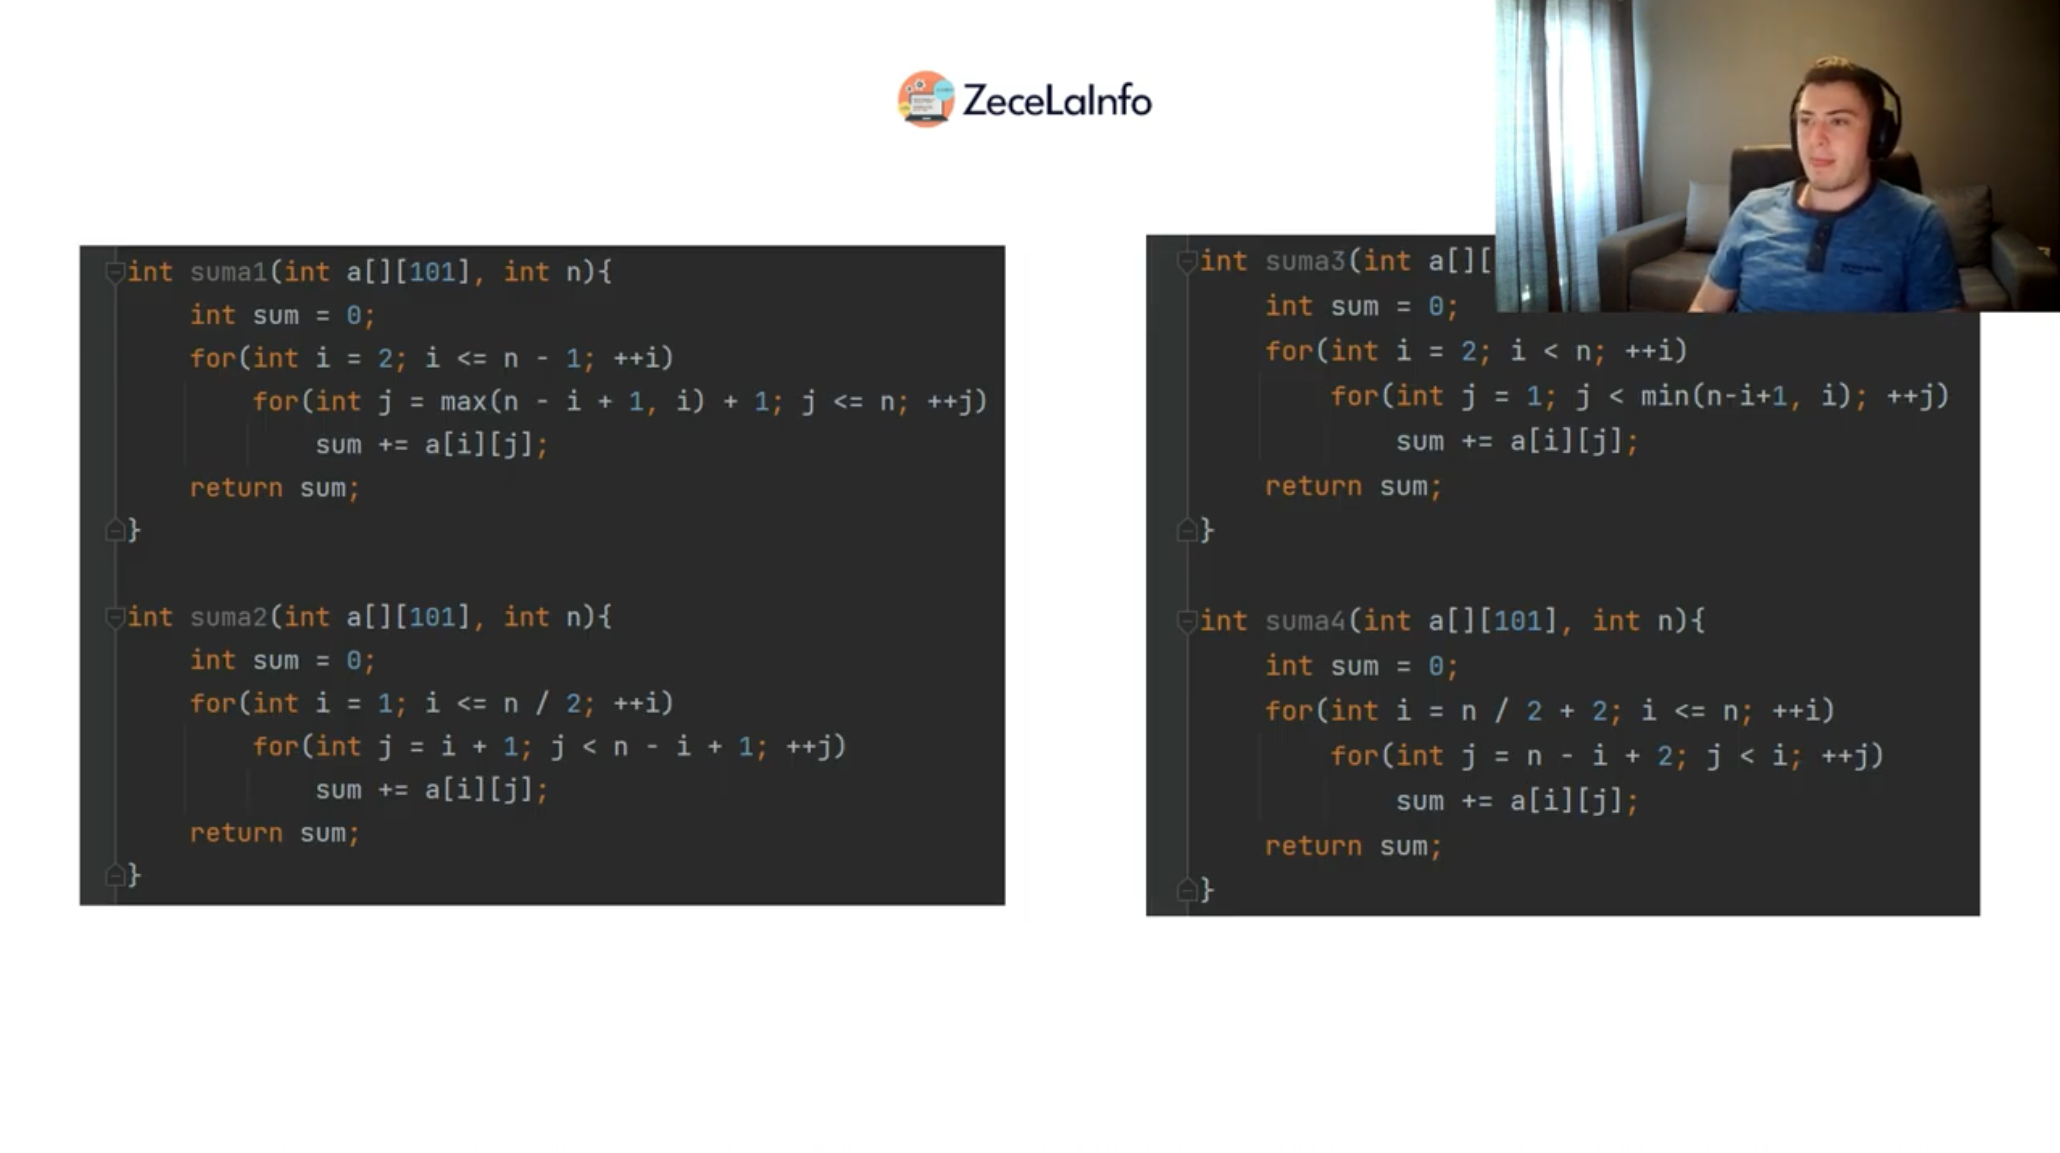 ZeceLaInfo
int suma1(int a[][101], int n){
int sum = 0;
for(int i = 2; i <= n - 1; ++i)
for(int j = max(n - i + 1, i) + 1; j <= n; ++j)
sum += a[i][j];
return sum;
}
int suma2(int a[][101], int n){
int sum = 0;
for(int i = 1; i <= n / 2; ++i)
for(int j = i + 1; j < n - i + 1; ++j)
sum += a[i][j];
return sum;
}
int suma3(int a[][
int sum = 0;
for(int i = 2; i < n; ++i)
for(int j = 1; j < min(n-i+1, i); ++j)
sum += a[i][j];
return sum;
}
int suma4(int a[][101], int n){
int sum = 0;
for(int i = n / 2 + 2; i <= n; ++i)
for(int j = n - i + 2; j < i; ++j)
sum += a[i][j];
return sum;
}